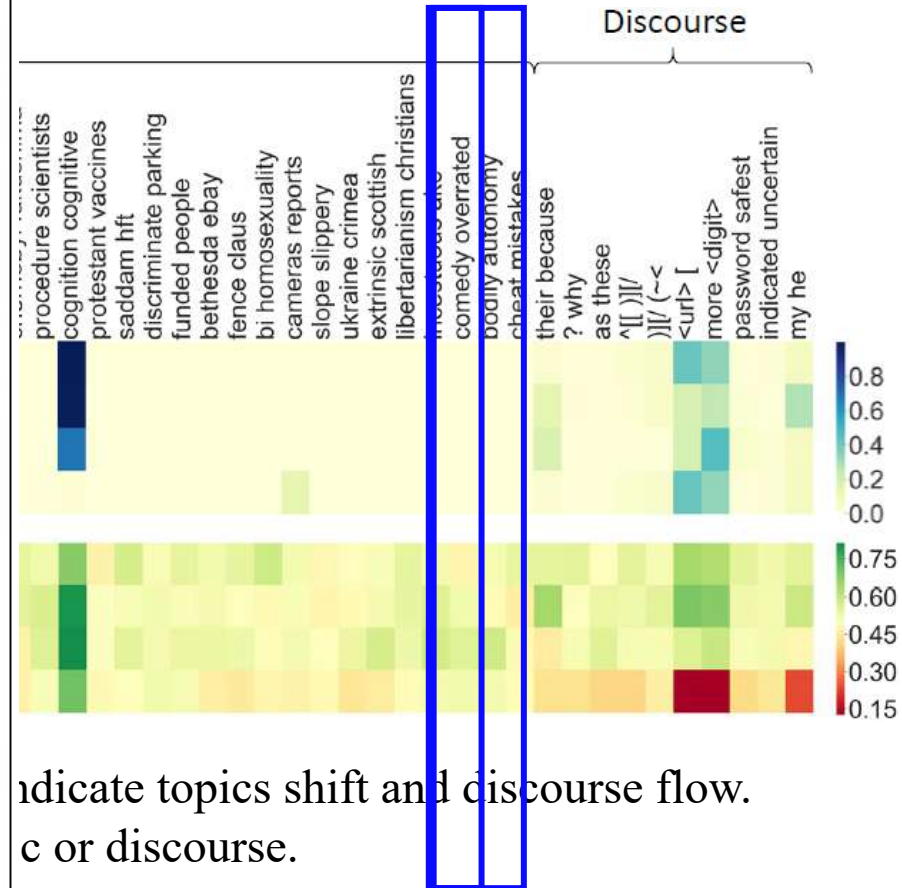 Discourse
procedure scientists
cognition cognitive
protestant vaccines
saddam hft
discriminate parking
funded people
bethesda ebay
fence claus
bi homosexuality
cameras reports
slope slippery
ukraine crimea
extrinsic scottish
libertarianism christians
comedy overrated
bodily autonomy
cheat mistakes
their because
? why
as these
^[[ )][/
)][/ (~<
<url> [
more <digit>
password safest
indicated uncertain
my he
0.8
0.6
0.4
0.2
0.0
0.75
0.60
0.45
0.30
0.15
ndicate topics shift and discourse flow.
c or discourse.